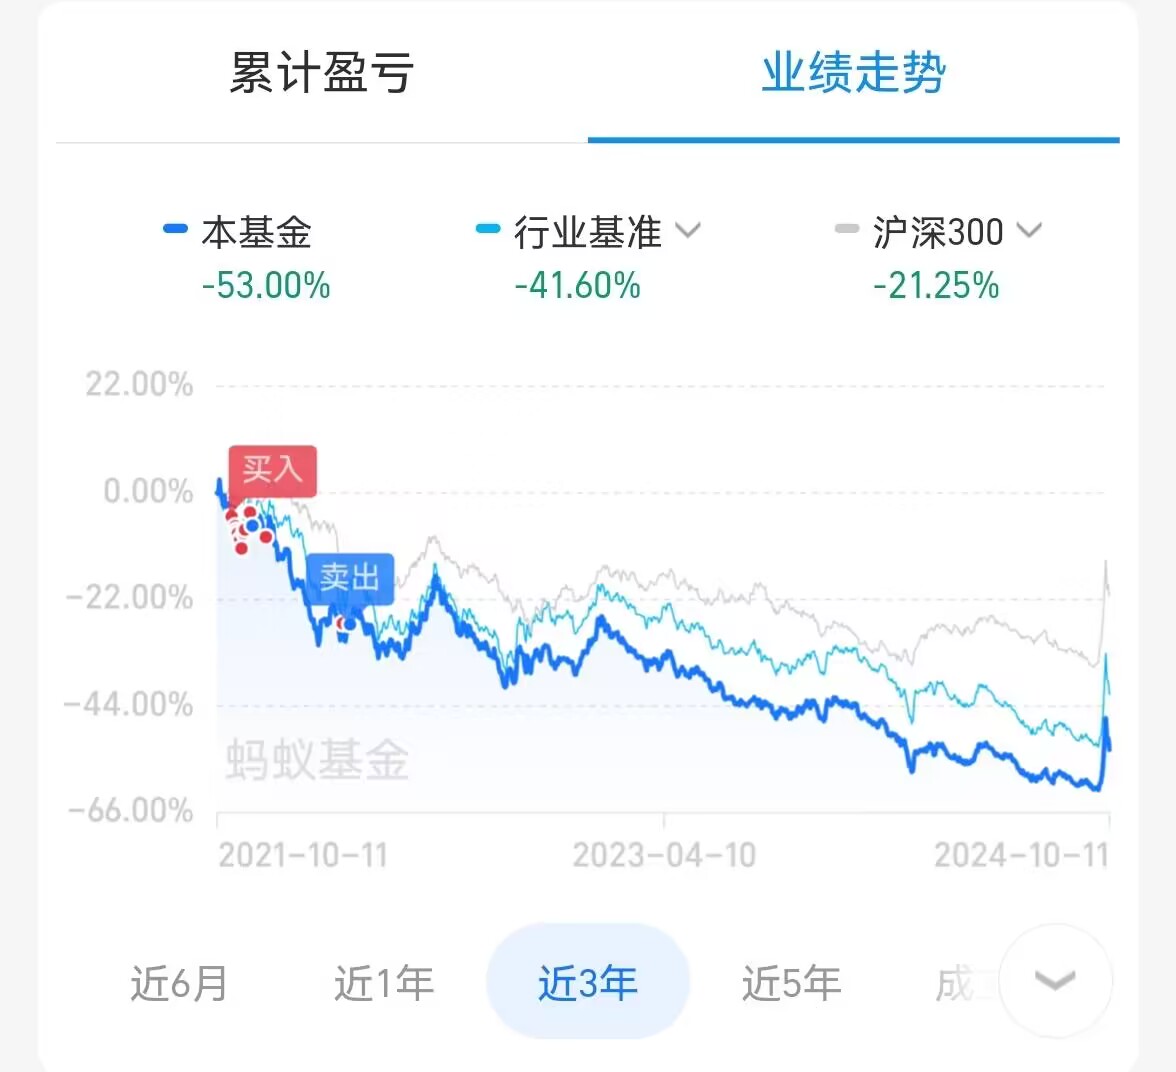 累计盈亏 业绩走势
本基金 行业基准 沪深300
-53.00% -41.60% -21.25%
22.00%
买入
0.00%
卖出
-22.00%
-44.00%
蚂蚁基金
-66.00%
2021-10-11 2023-04-10 2024-10-11
近6月 近1年 近3年 近5年 成